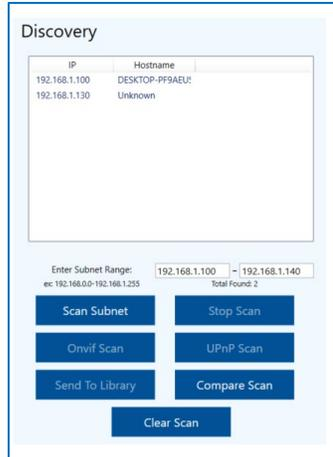 Discovery
IP Hostname
192.168.1.100 DESKTOP-PF9AEU5
192.168.1.130 Unknown
Enter Subnet Range: 192.168.1.100 - 192.168.1.140
ex: 192.168.0.0-192.168.1.255 Total Found: 2
Scan Subnet Stop Scan
Onvif Scan UPnP Scan
Send To Library Compare Scan
Clear Scan